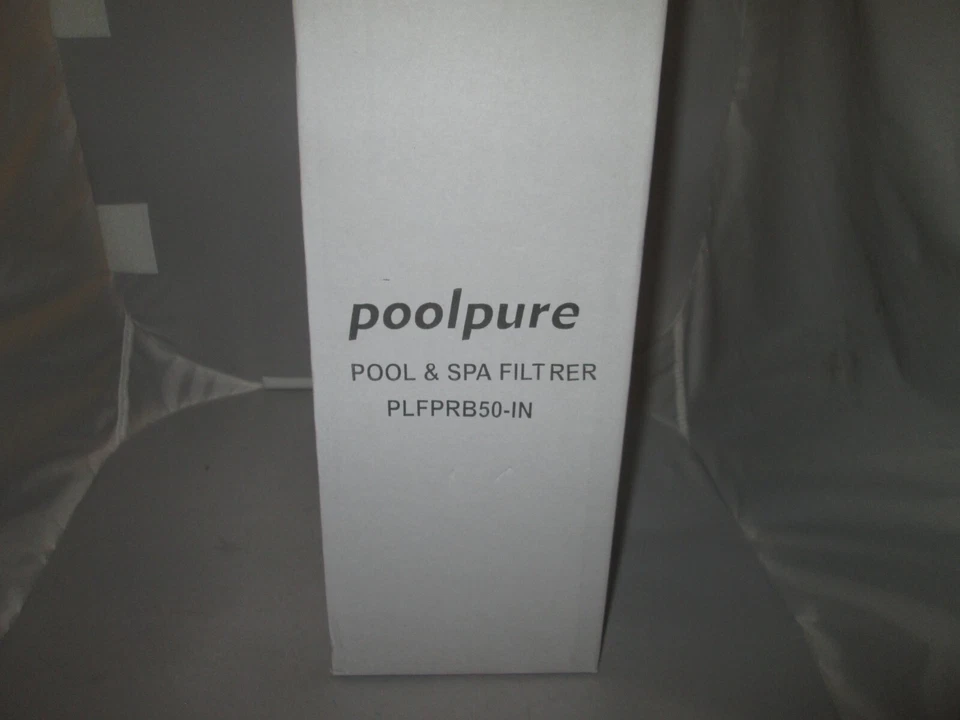 poolpure
POOL & SPA FILTRER
PLFPRB50-IN